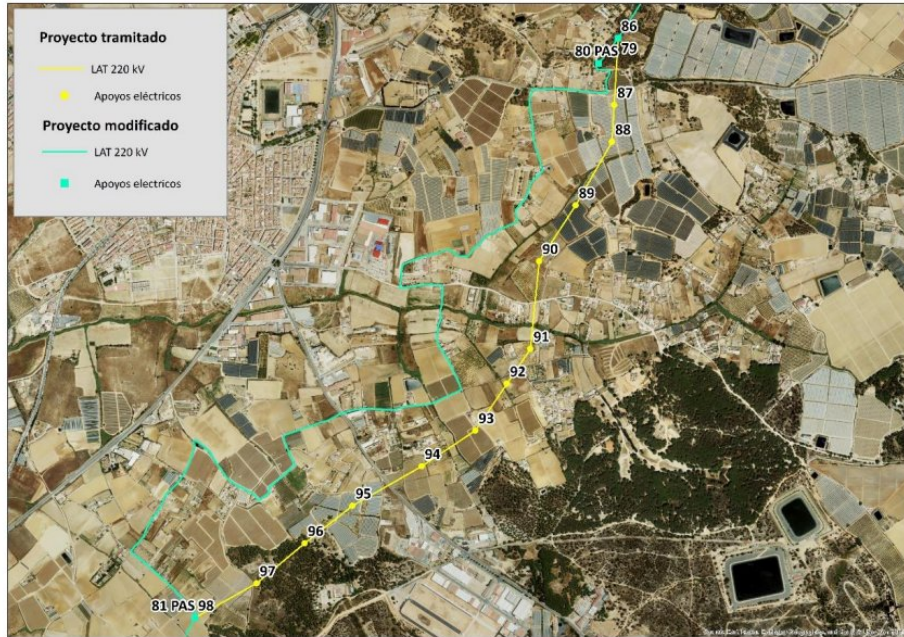 Proyecto tramitado
LAT 220 kV
Apoyos eléctricos
Proyecto modificado
LAT 220 kV
Apoyos electricos
86
80 PAS 79
87
88
89
90
91
92
93
94
95
96
97
81 PAS 98